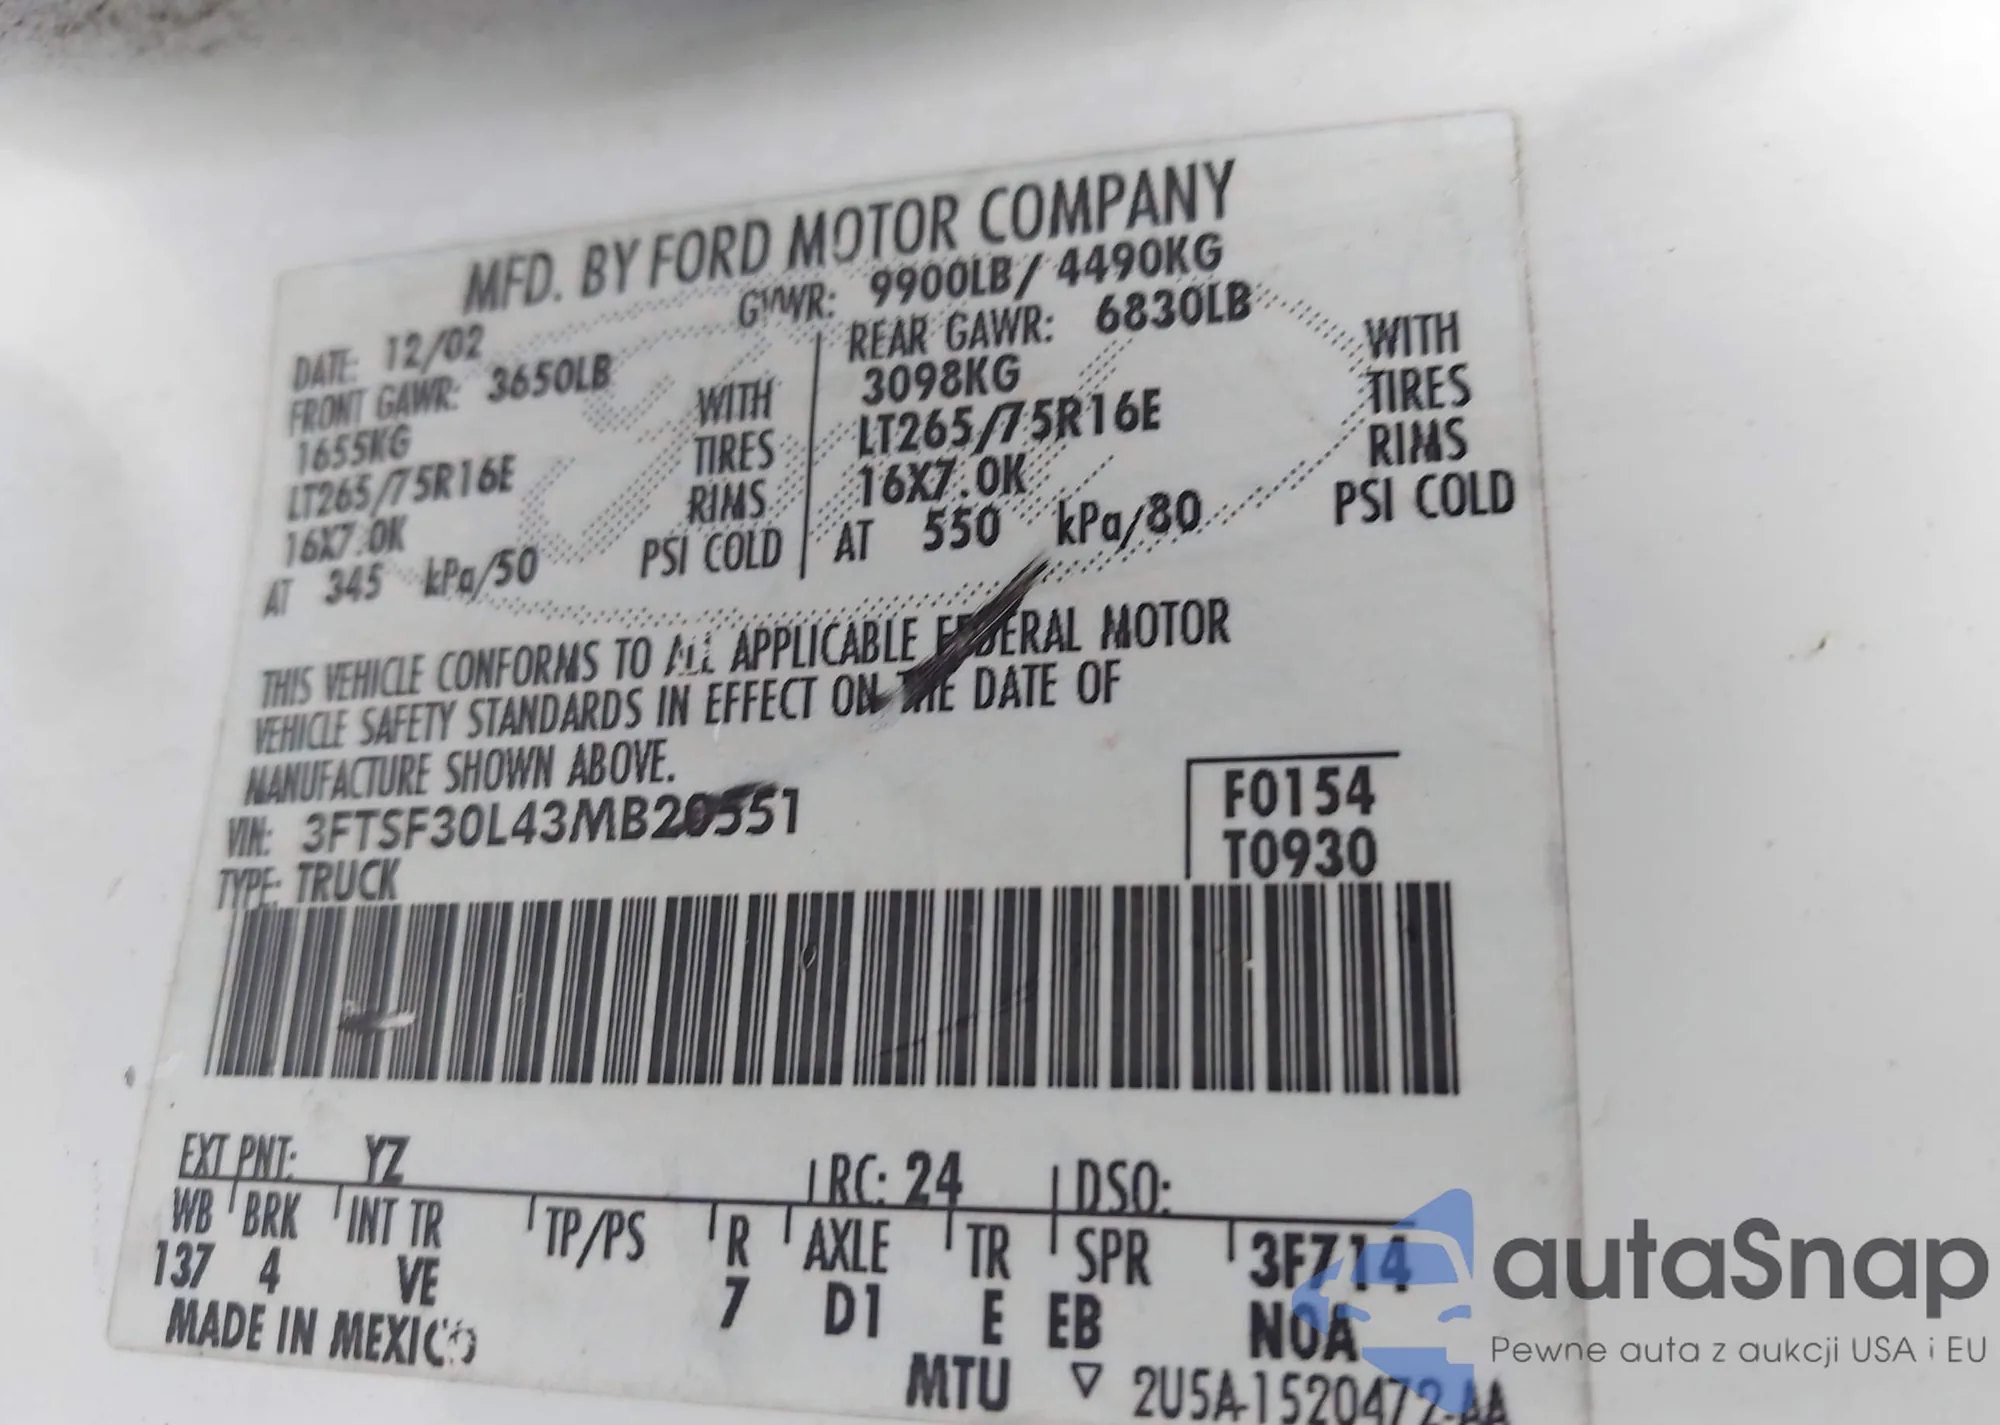 MFD. BY FORD MOTOR COMPANY
DATE: 12/02 GVWR: 9900LB/ 4490KG
FRONT GAWR: 3650LB REAR GAWR: 6830LB
1655KG WITH 3098KG WITH
LT265/75R16E TIRES LT265/75R16E TIRES
16X7.0K RIMS 16X7.0K RIMS
AT 345 kPa/50 PSI COLD AT 550 kPa/80 PSI COLD
THIS VEHICLE CONFORMS TO ALL APPLICABLE FEDERAL MOTOR
VEHICLE SAFETY STANDARDS IN EFFECT ON THE DATE OF
MANUFACTURE SHOWN ABOVE.
VIN: 3FTSF30L43MB20551
F0154
TYPE: TRUCK
T0930
EXT PNT: YZ RC: 24 DSO:
WB BRK INT TR TP/PS R AXLE TR SPR 3F714
137 4 VE 7 D1 E EB N0A
MADE IN MEXICO
MTU ▽ 2U5A-1520472-AA
autaSnap
Pewne auta z aukcji USA i EU